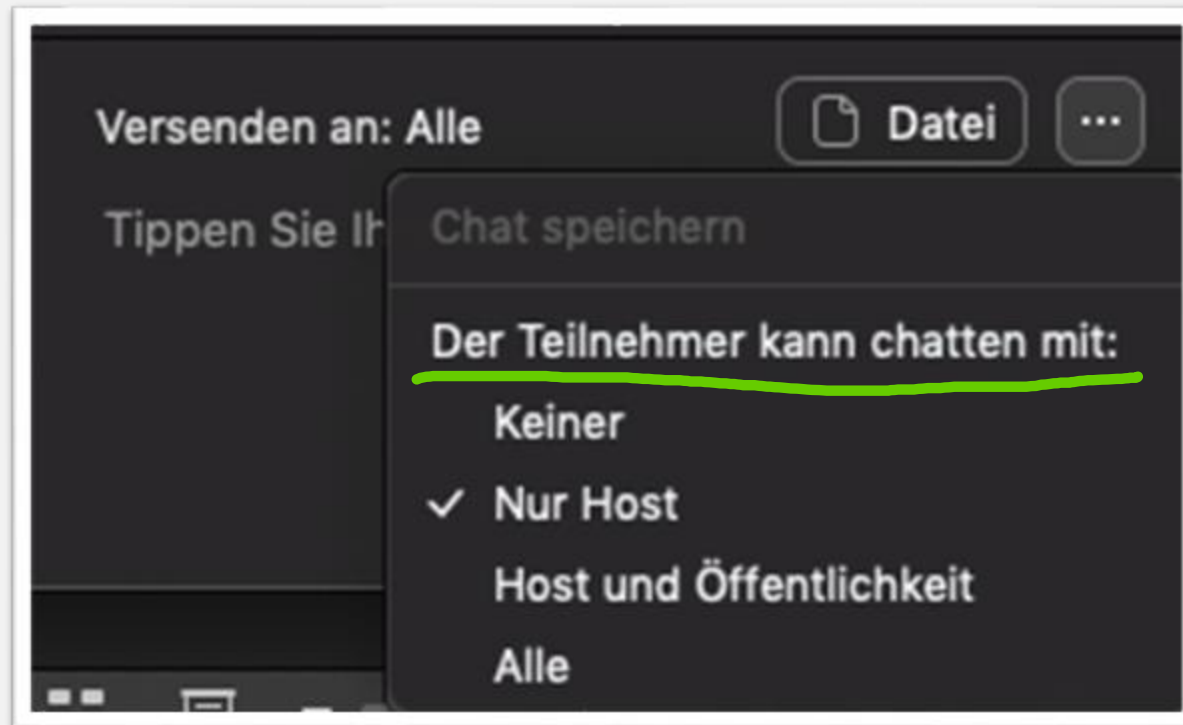 Versenden an: Alle
Datei
...
Tippen Sie Ih
Chat speichern
Der Teilnehmer kann chatten mit:
Keiner
✓ Nur Host
Host und Öffentlichkeit
Alle